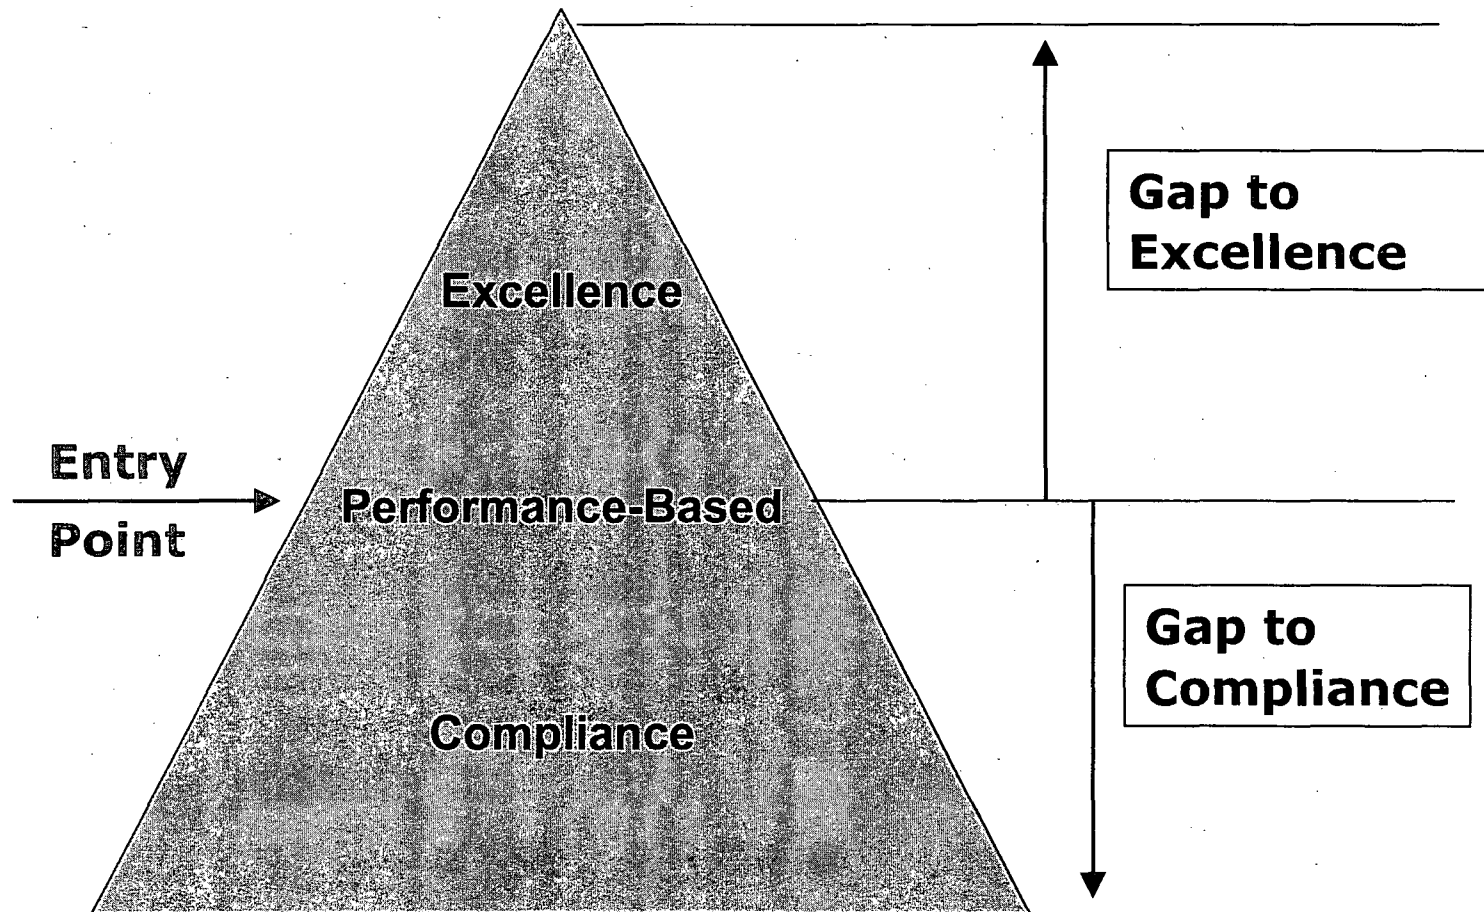 Gap to
Excellence
Excellence
Entry
Point
Performance-Based
Gap to
Compliance
Compliance